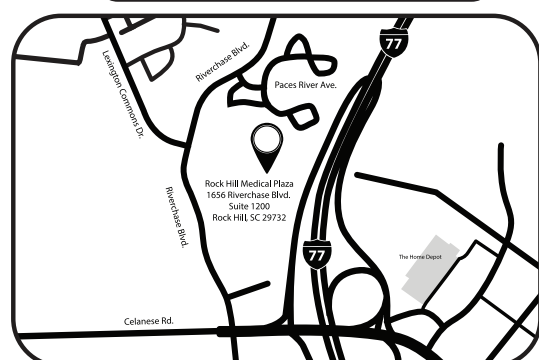 77
Riverchase Blvd.
Lexington Commons Dr.
Paces River Ave.
Rock Hill Medical Plaza
1656 Riverchase Blvd.
Suite 1200
Rock Hill, SC 29732
Riverchase Blvd.
77
The Home Depot
Celanese Rd.